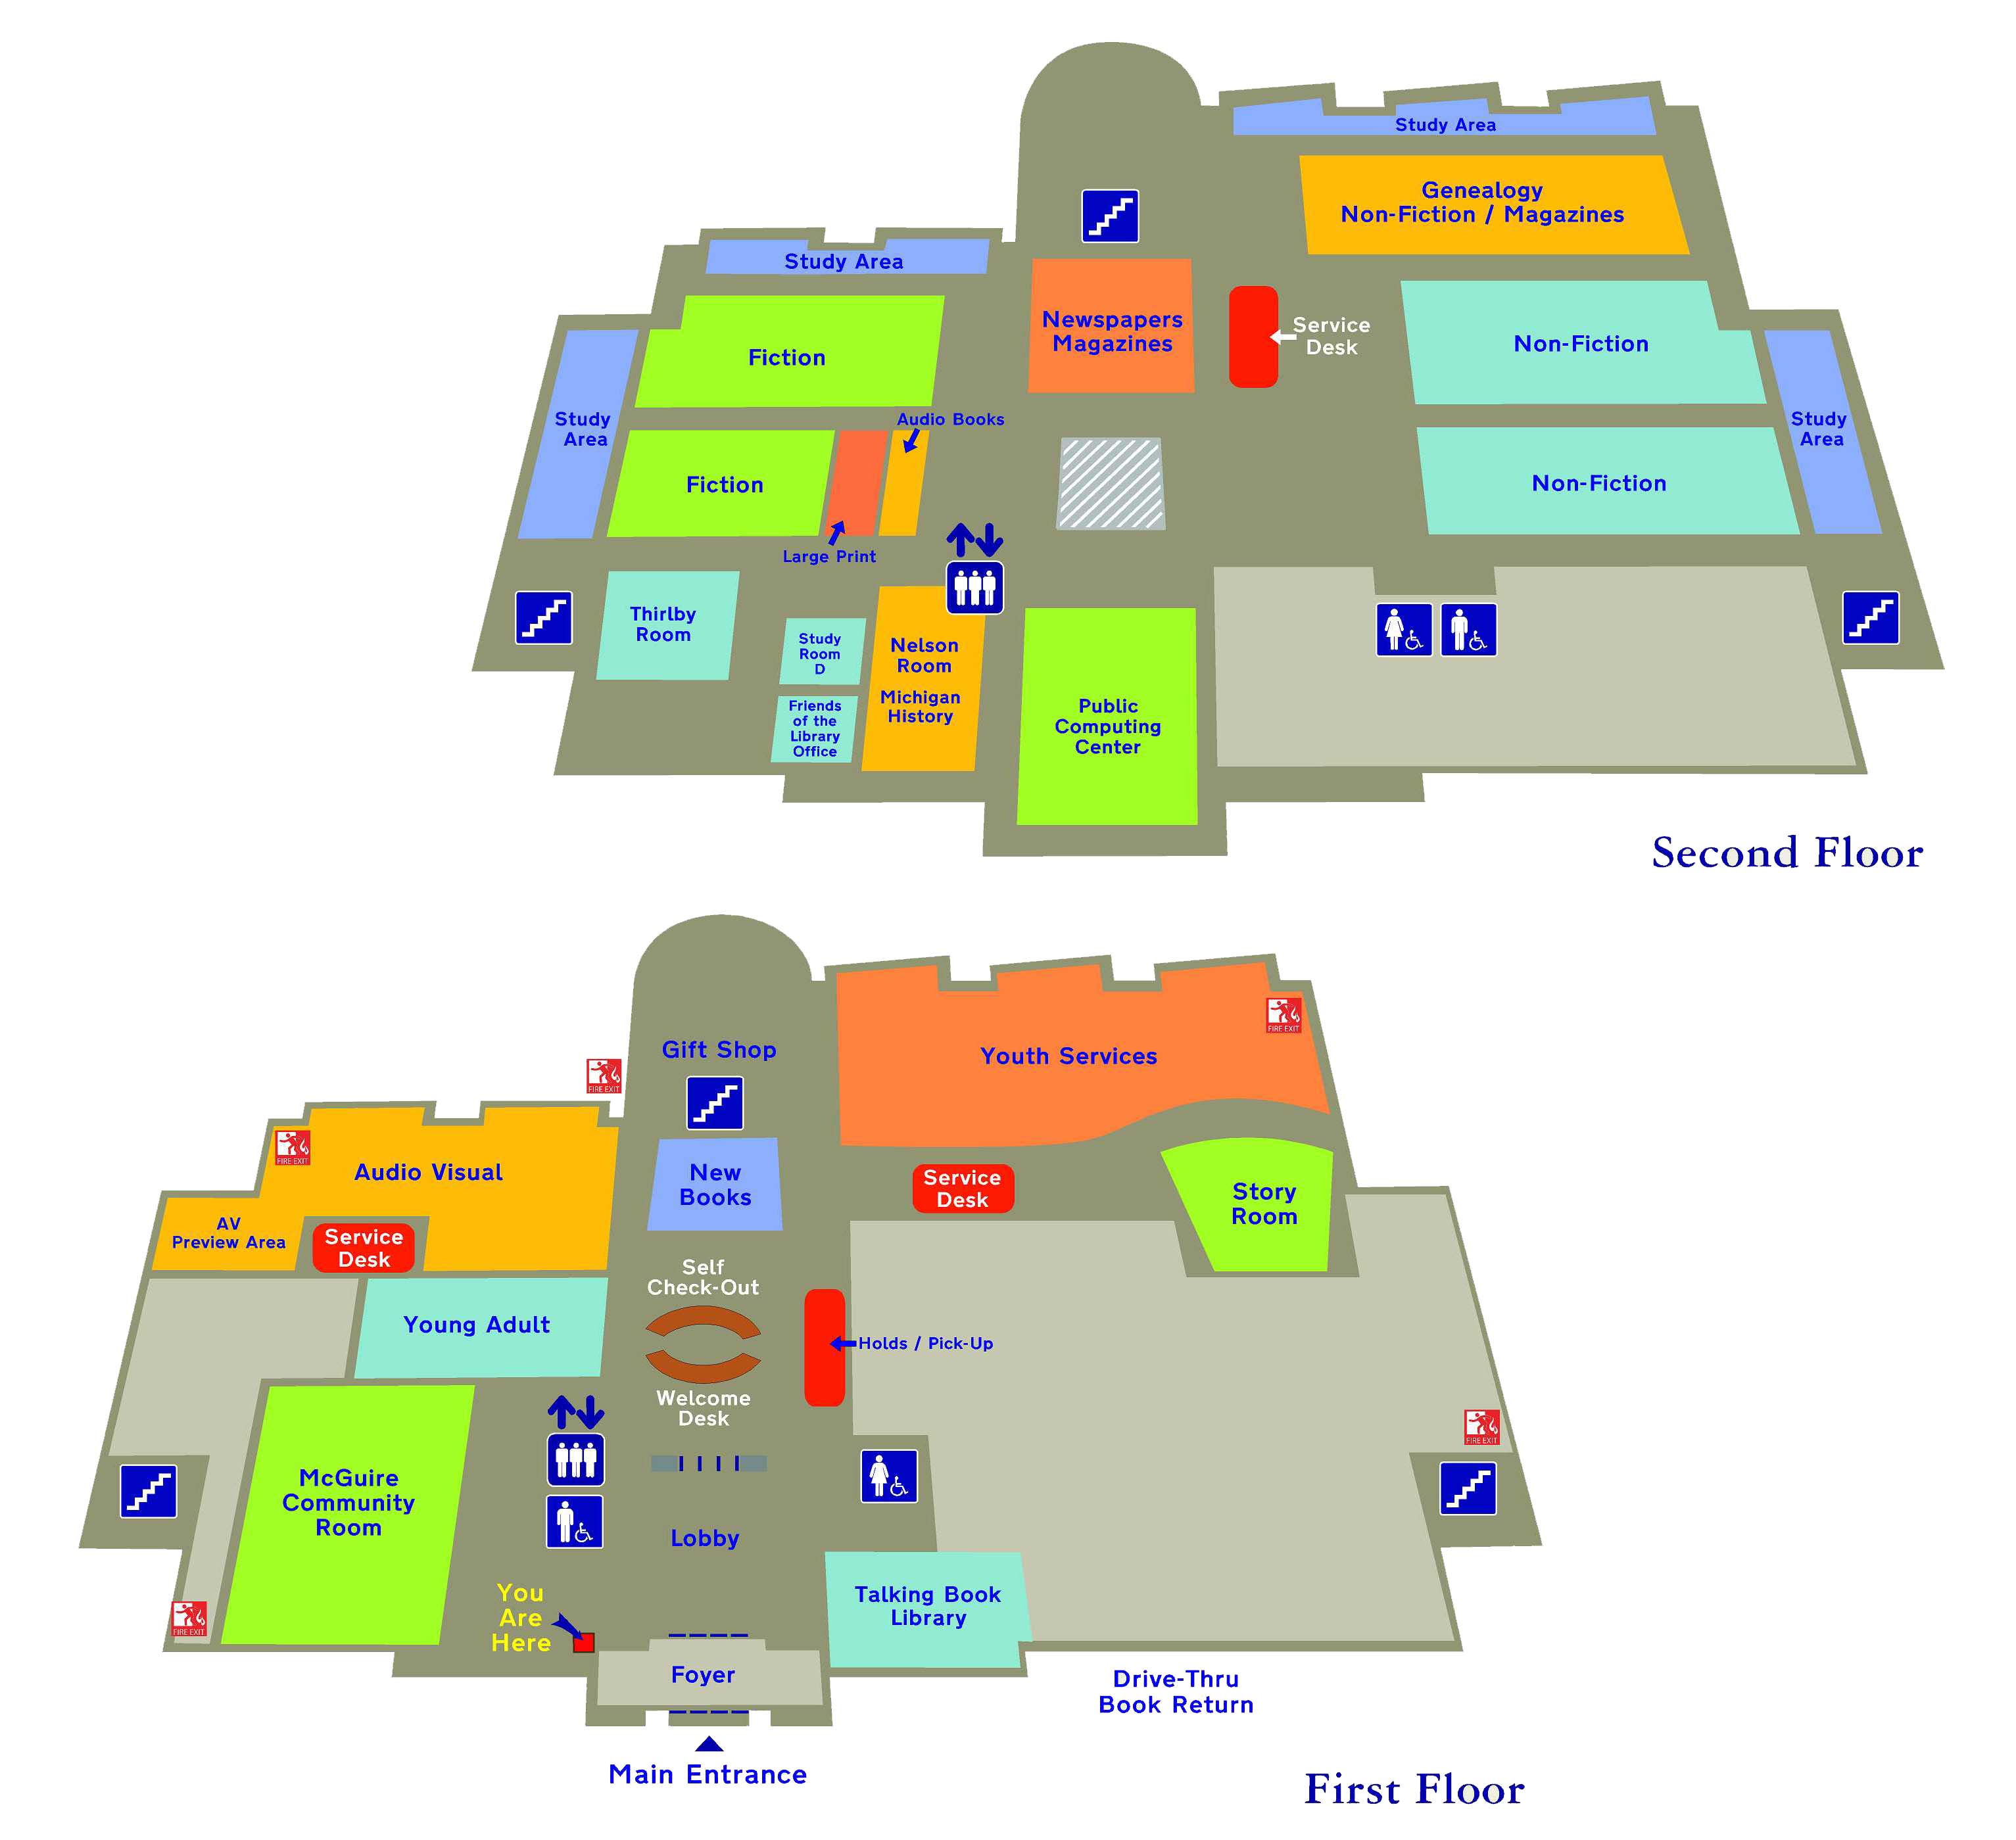 Study Area
Genealogy
Non-Fiction / Magazines
Study Area
Newspapers
Magazines
Service
Desk
Non-Fiction
Fiction
Audio Books
Study
Area
Study
Area
Fiction
Non-Fiction
Large Print
Thirlby
Room
Study
Room
D
Nelson
Room
Michigan
History
Friends
of the
Library
Office
Public
Computing
Center
Second Floor
Gift Shop
Youth Services
FIRE EXIT
FIRE EXIT
FIRE EXIT
Audio Visual
New
Books
Service
Desk
Story
Room
AV
Preview Area
Service
Desk
Self
Check-Out
Young Adult
Holds / Pick-Up
Welcome
Desk
FIRE EXIT
McGuire
Community
Room
Lobby
You
Are
Here
FIRE EXIT
Talking Book
Library
Foyer
Drive-Thru
Book Return
Main Entrance
First Floor